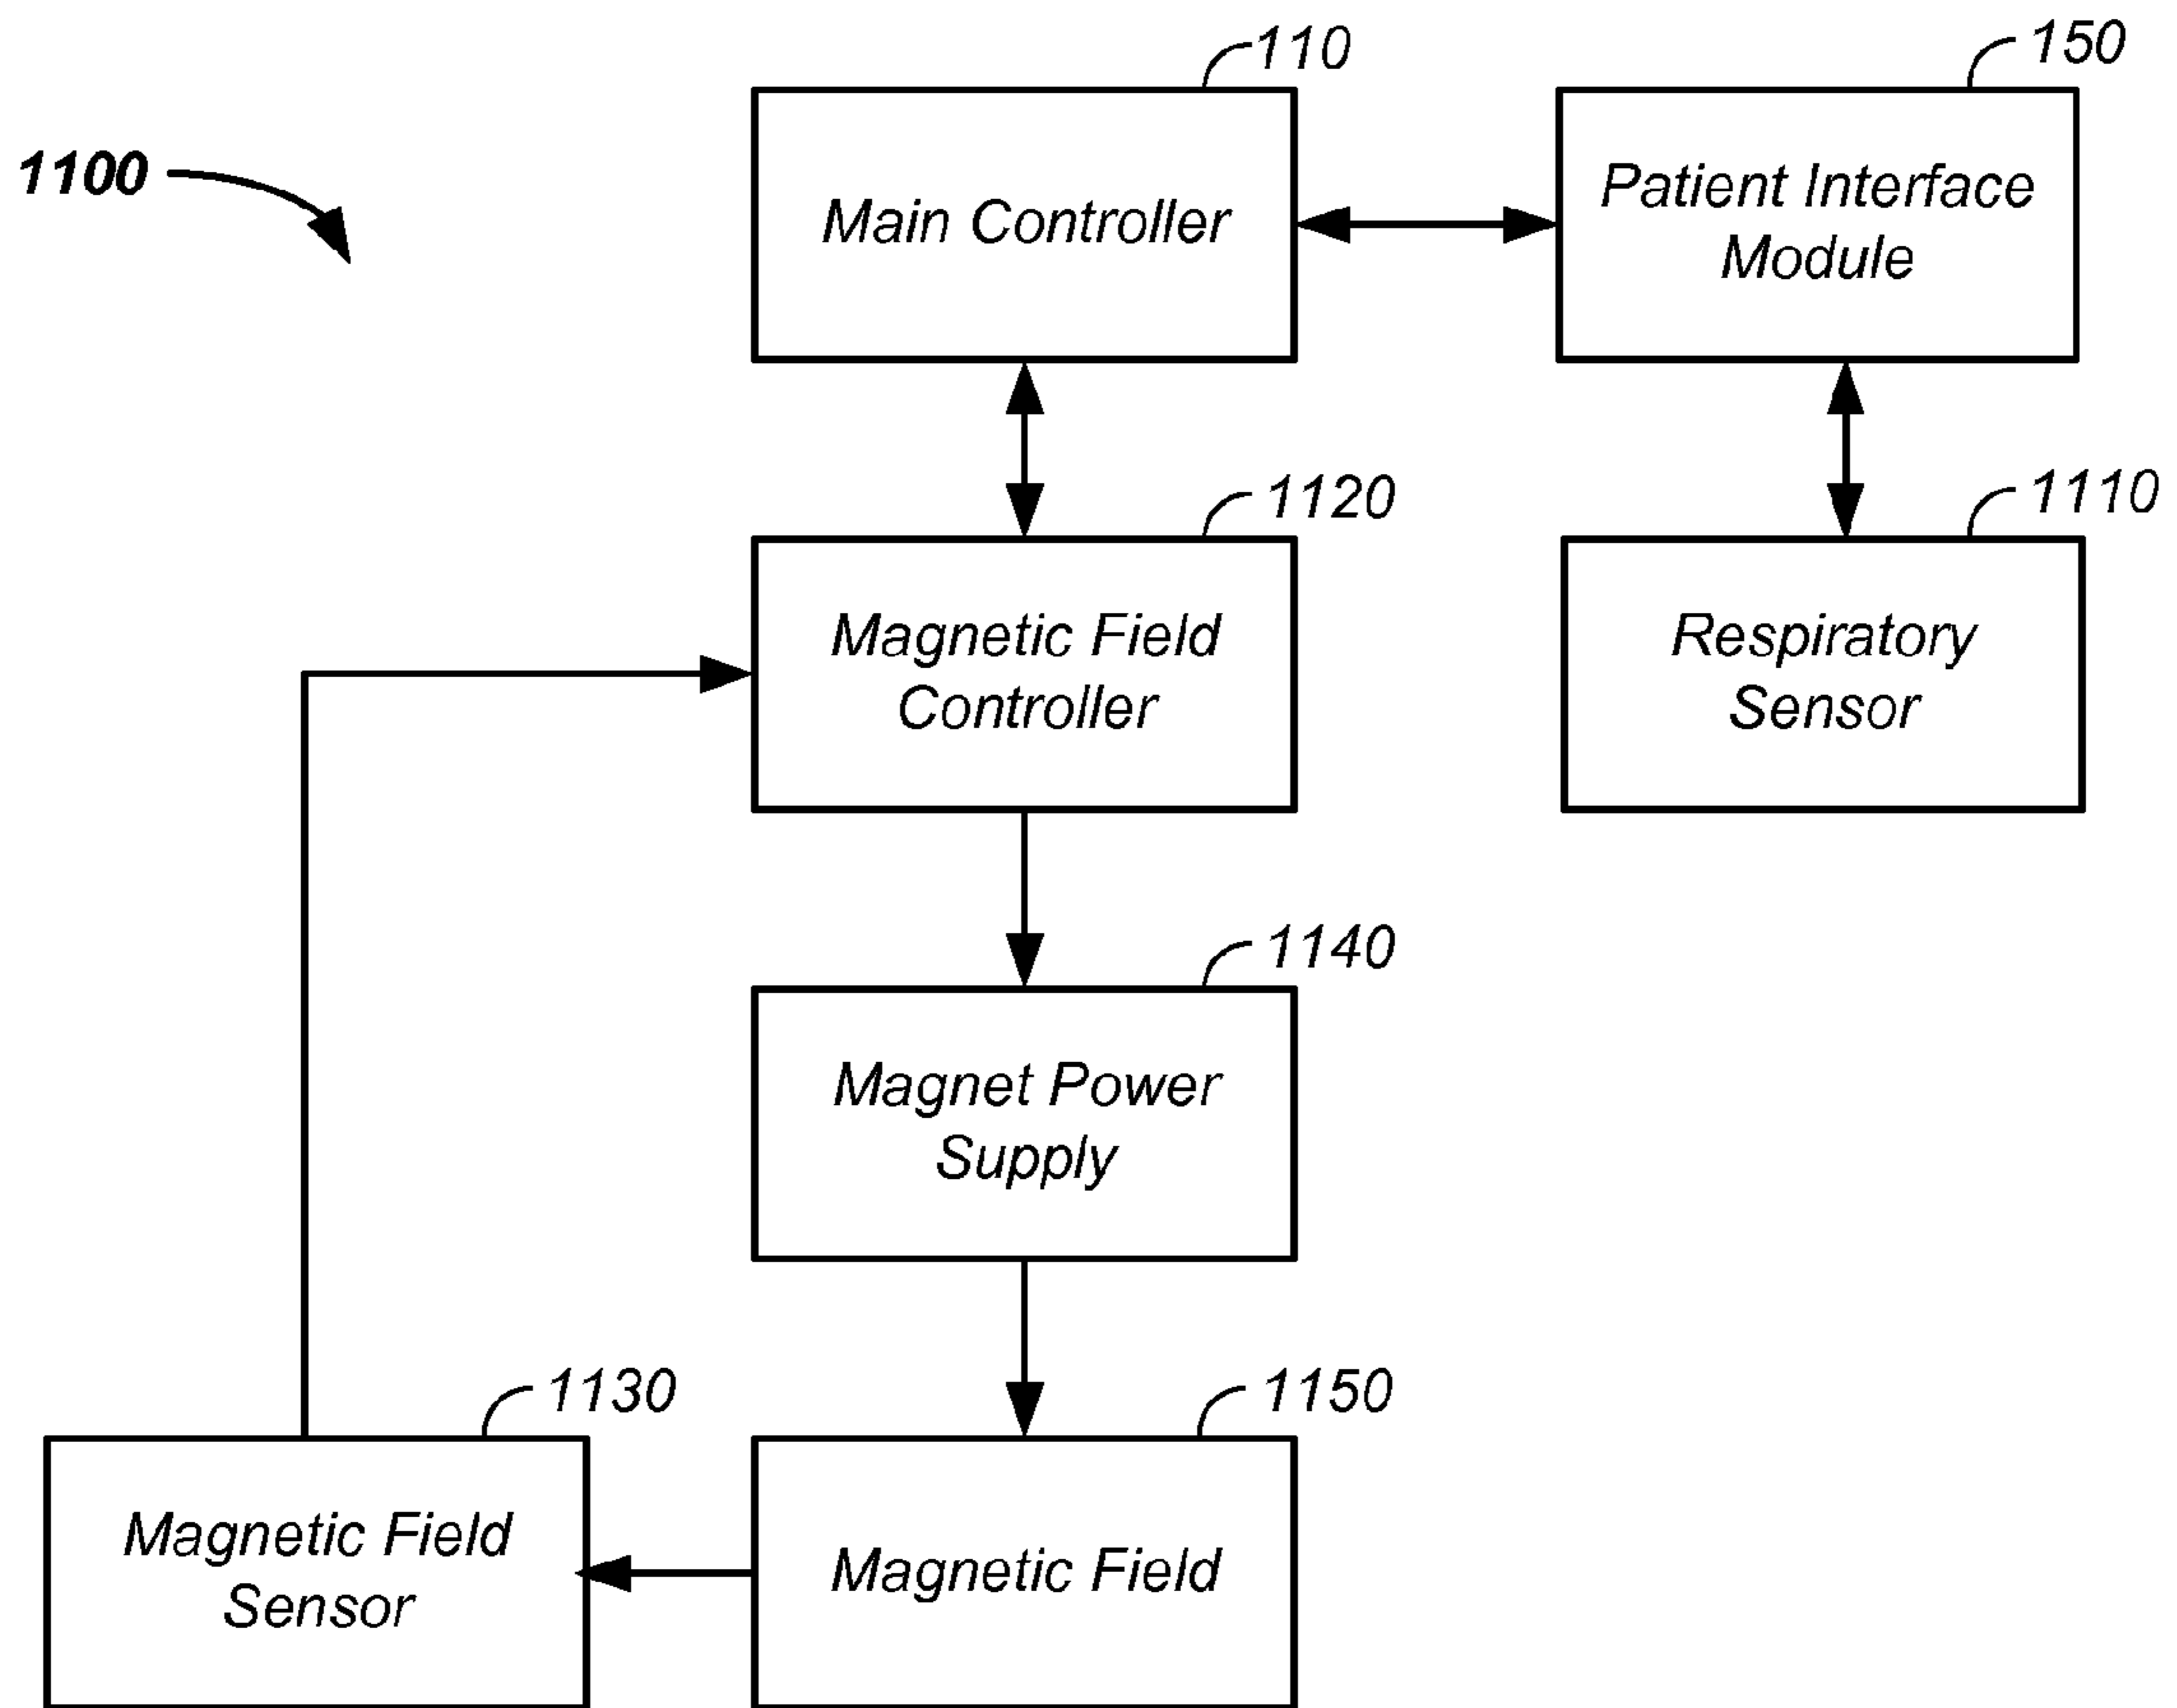 110
150
1100
Main Controller
Patient Interface
Module
1120
1110
Magnetic Field
Controller
Respiratory
Sensor
1140
Magnet Power
Supply
1130
1150
Magnetic Field
Sensor
Magnetic Field